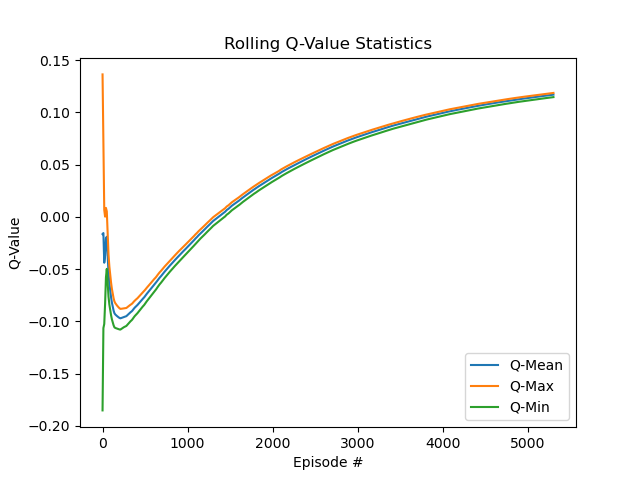 Rolling Q-Value Statistics
0.15
0.10
0.05
0.00
−0.05
−0.10
−0.15
−0.20
Q-Value
0 1000 2000 3000 4000 5000
Episode #
Q-Mean
Q-Max
Q-Min